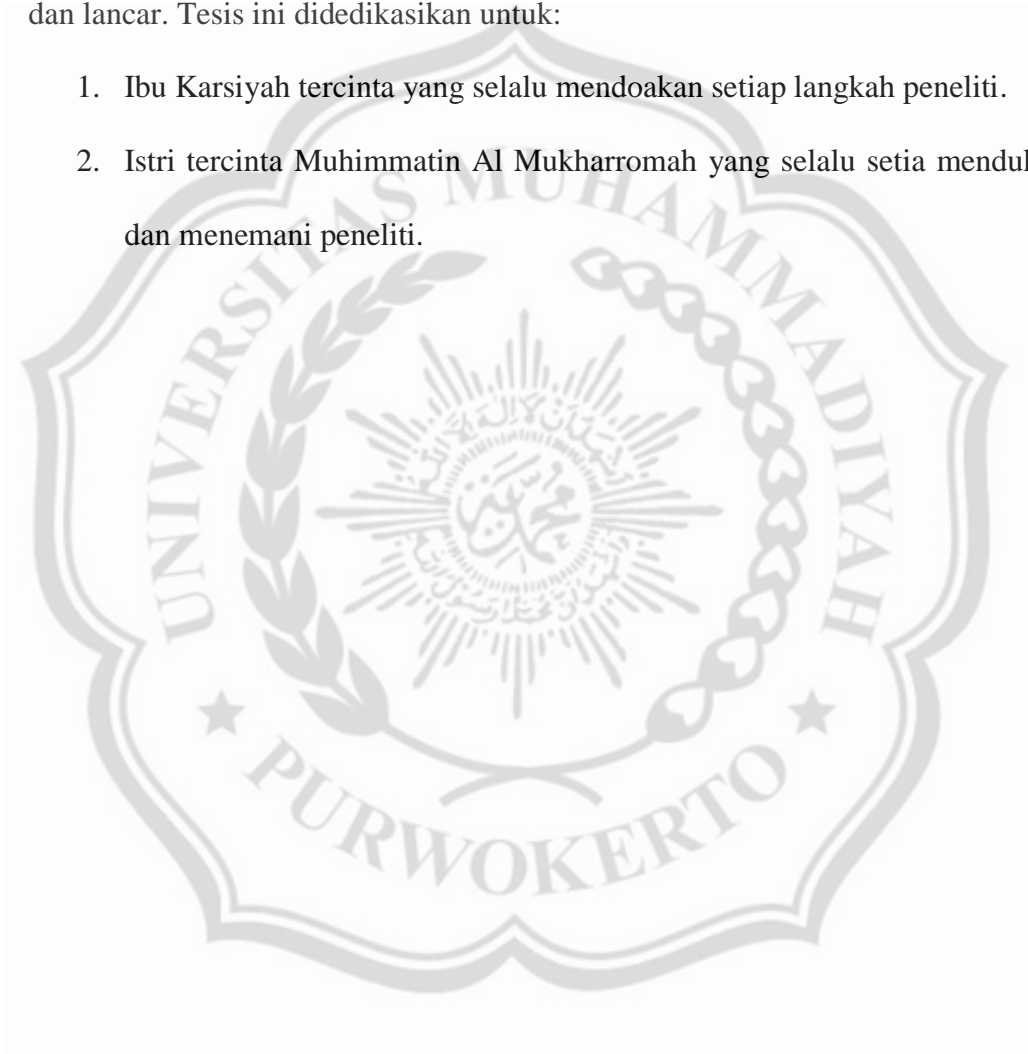 dan lancar. Tesis ini didedikasikan untuk:
1. Ibu Karsiyah tercinta yang selalu mendoakan setiap langkah peneliti.
2. Istri tercinta Muhimmatin Al Mukharromah yang selalu setia
dan menemani peneliti.
UNIVERSITAS MUHAMMADIYAH
PURWOKERTO